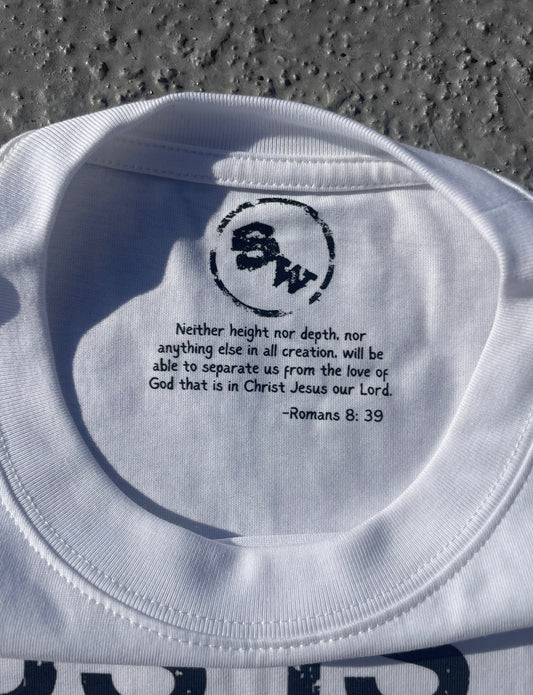 SW
Neither height nor depth, nor
anything else in all creation, will be
able to separate us from the love of
God that is in Christ Jesus our Lord.
-Romans 8: 39